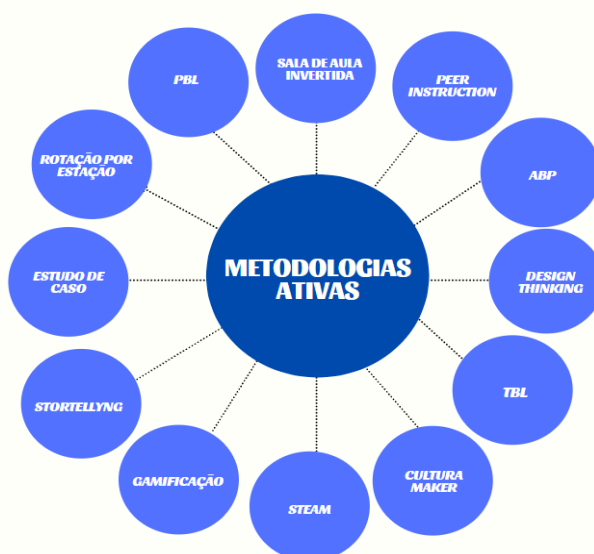 SALA DE AULA
INVERTIDA
PEER
INSTRUCTION
ABP
DESIGN
THINKING
TBL
CULTURA
MAKER
STEAM
GAMIFICAÇÃO
STORTELLYNG
ESTUDO DE
CASO
ROTAÇÃO POR
ESTAÇÃO
PBL
METODOLOGIAS
ATIVAS